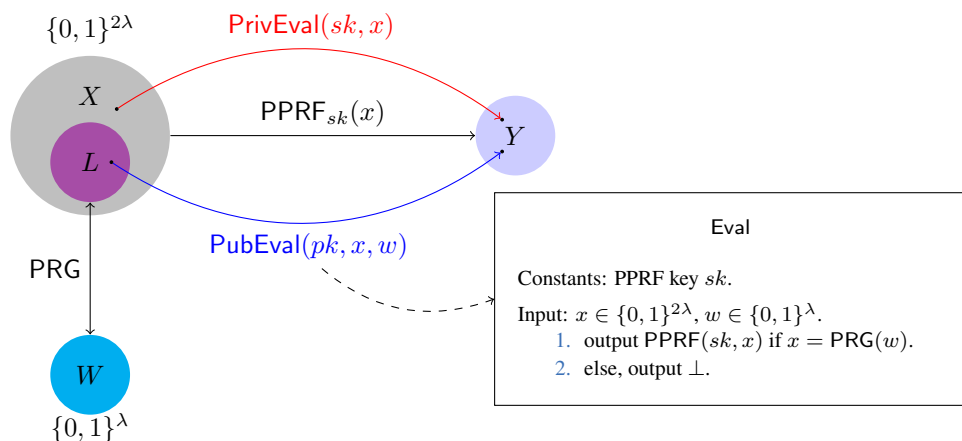 {0, 1}^{2λ}
PrivEval(sk, x)
X
PPRF_{sk}(x)
Y
L
PubEval(pk, x, w)
PRG
W
{0, 1}^λ
Eval
Constants: PPRF key sk.
Input: x ∈ {0, 1}^{2λ}, w ∈ {0, 1}^λ.
1. output PPRF(sk, x) if x = PRG(w).
2. else, output ⊥.